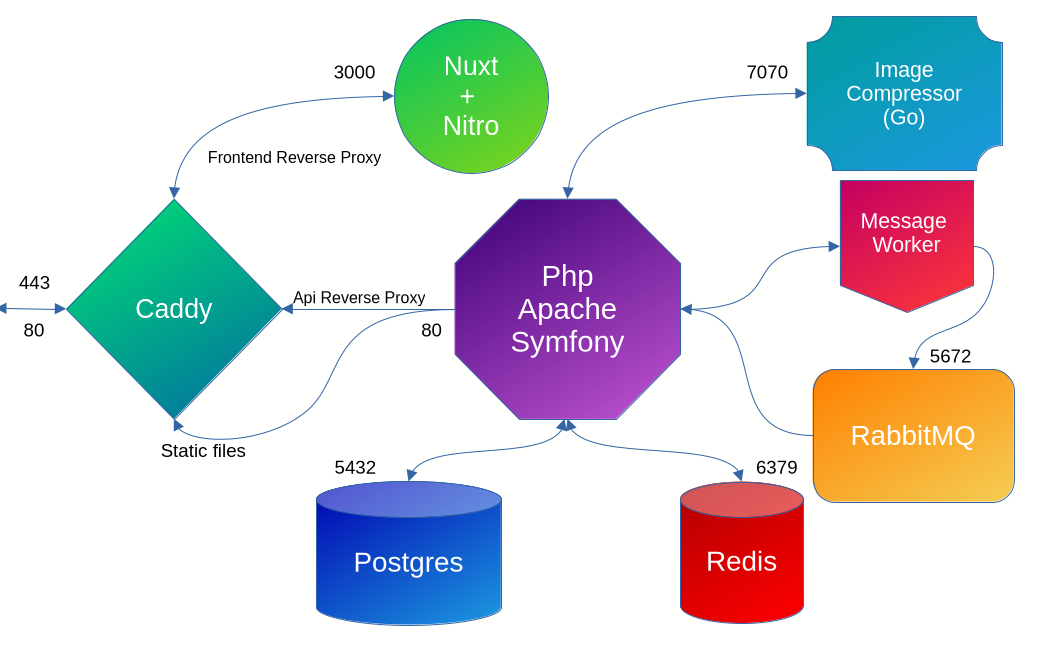 Nuxt
+
Nitro
3000
7070
Image
Compressor
(Go)
Frontend Reverse Proxy
Message
Worker
443
80
Caddy
Api Reverse Proxy
80
Php
Apache
Symfony
5672
RabbitMQ
Static files
5432
6379
Postgres
Redis